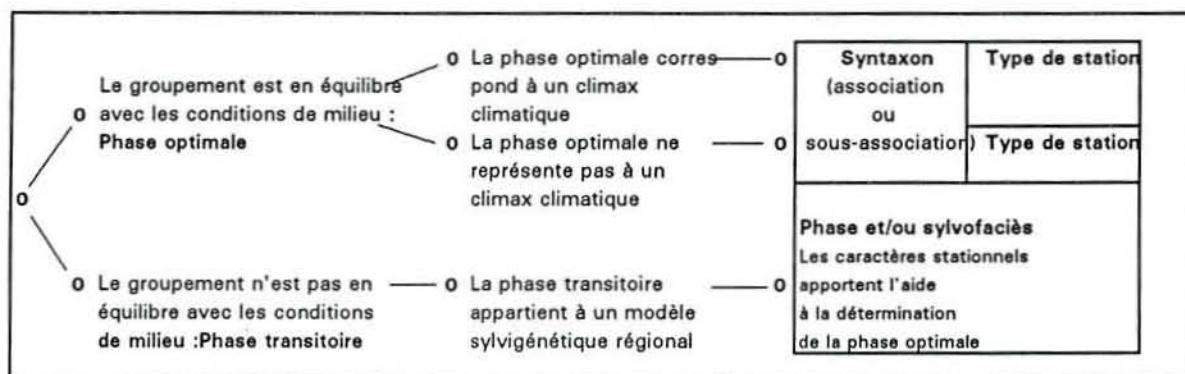 Le groupement est en équilibre
avec les conditions de milieu :
Phase optimale
La phase optimale corres
pond à un climax
climatique
La phase optimale ne
représente pas à un
climax climatique
Syntaxon
(association
ou
sous-association)
Type de station
Type de station
Le groupement n'est pas en
équilibre avec les conditions
de milieu :Phase transitoire
La phase transitoire
appartient à un modèle
sylvigénétique régional
Phase et/ou sylvofaciès
Les caractères stationnels
apportent l'aide
à la détermination
de la phase optimale